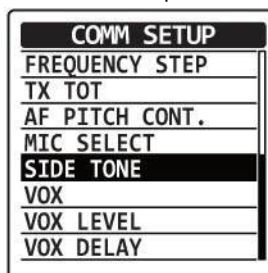 COMM SETUP
FREQUENCY STEP
TX TOT
AF PITCH CONT.
MIC SELECT
SIDE TONE
VOX
VOX LEVEL
VOX DELAY